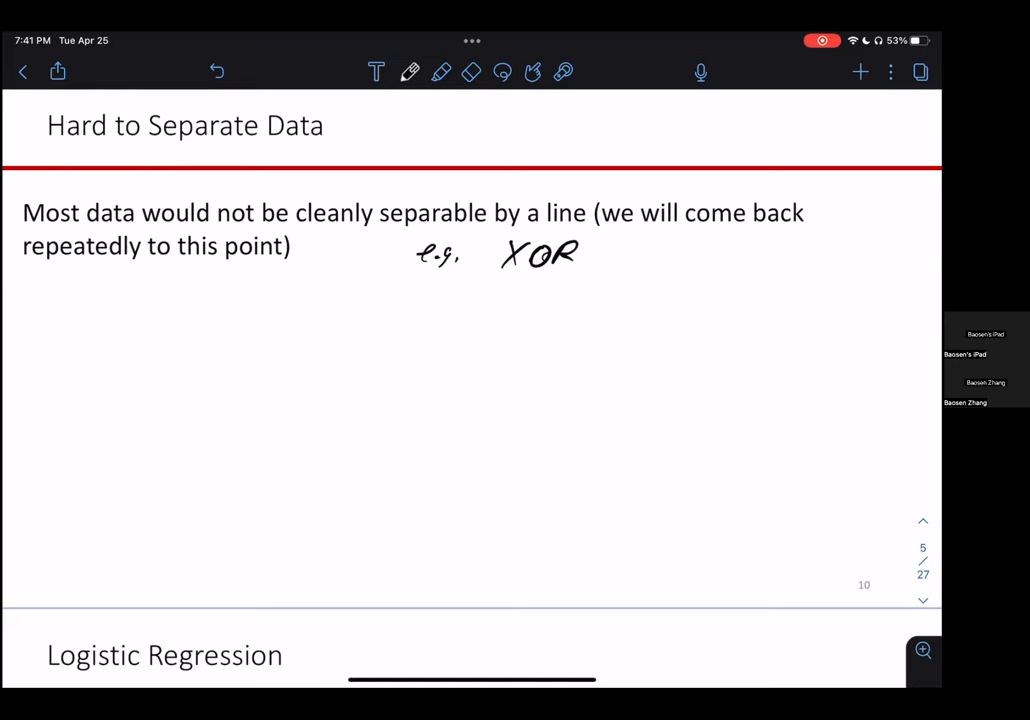 7:41 PM Tue Apr 25
53%
T
Hard to Separate Data
Most data would not be cleanly separable by a line (we will come back
repeatedly to this point)
e.g. XOR
Baosen's iPad
Baosen's iPad
Baosen Zhang
Baosen Zhang
5
/
27
10
Logistic Regression